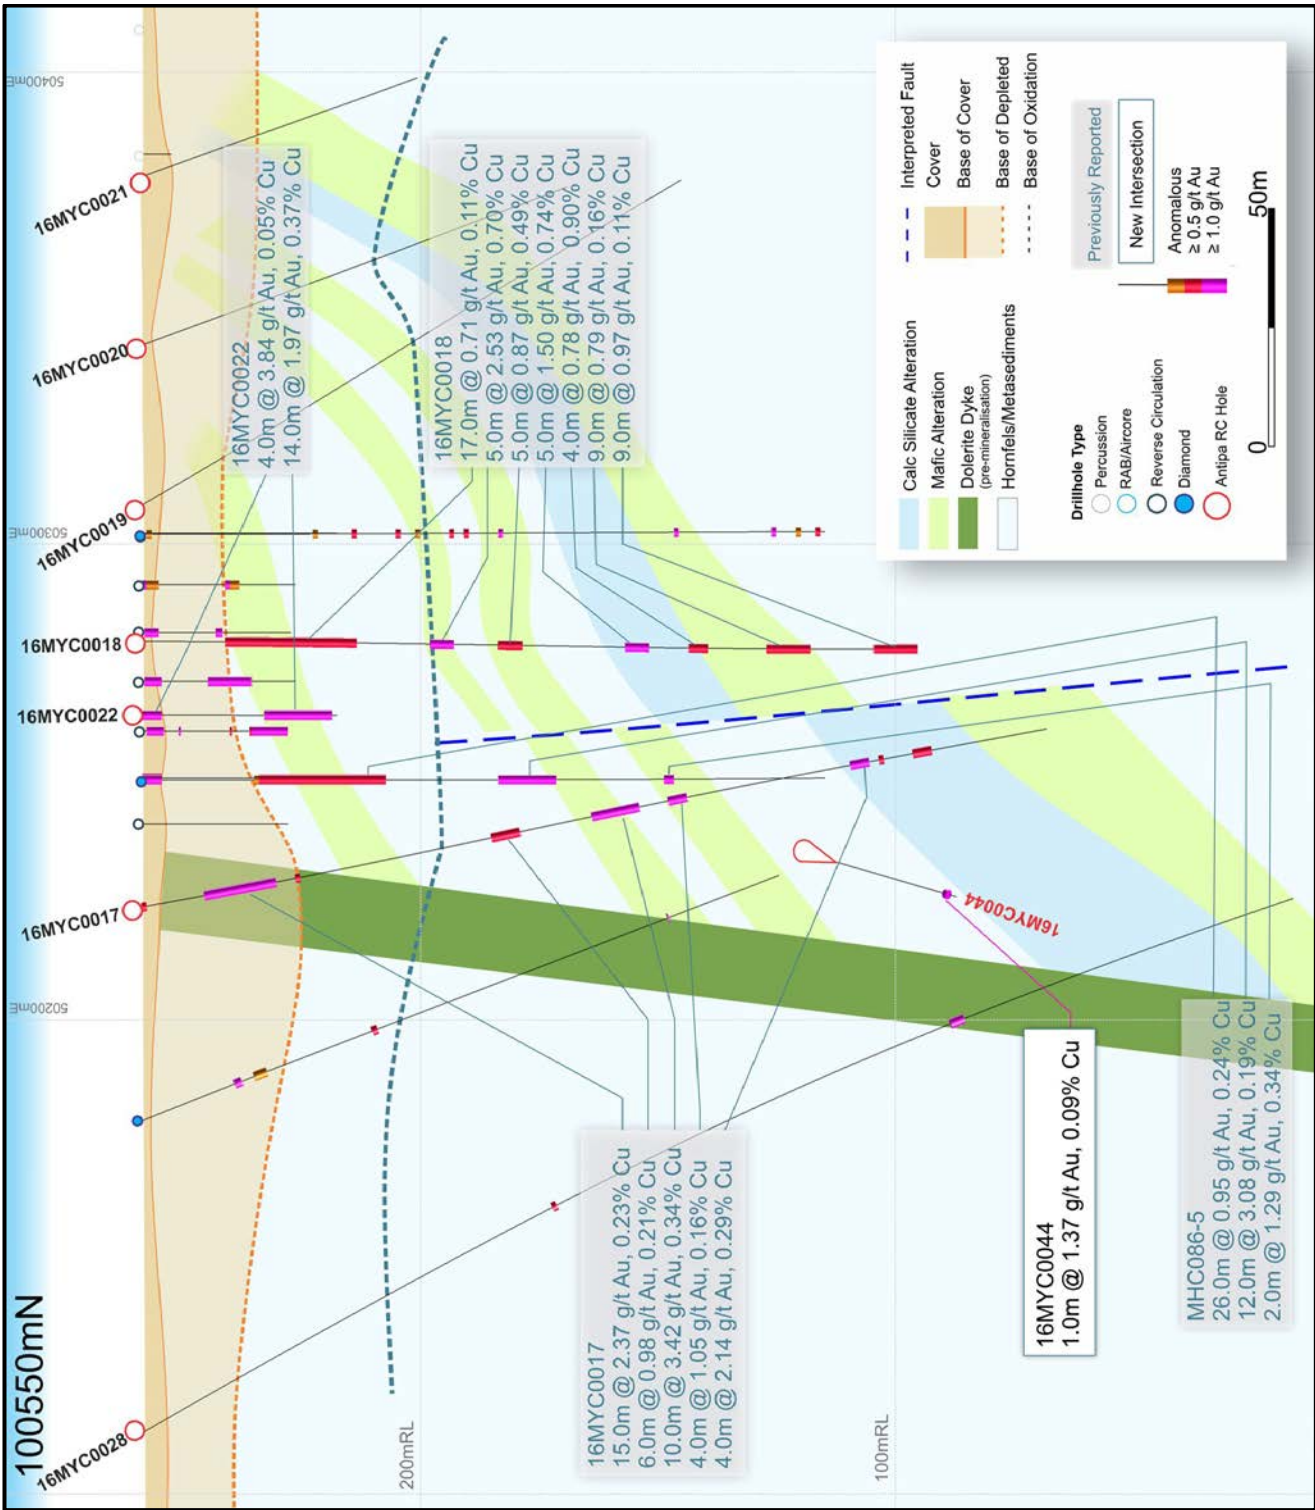 100550mN
16MYC0028
16MYC0017
16MYC0022
16MYC0018
16MYC0019
16MYC0020
16MYC0021
50200mE
50300mE
50400mE
200mRL
100mRL
16MYC0022
4.0m @ 3.84 g/t Au, 0.05% Cu
14.0m @ 1.97 g/t Au, 0.37% Cu
16MYC0018
17.0m @ 0.71 g/t Au, 0.11% Cu
5.0m @ 2.53 g/t Au, 0.70% Cu
5.0m @ 0.87 g/t Au, 0.49% Cu
5.0m @ 1.50 g/t Au, 0.74% Cu
4.0m @ 0.78 g/t Au, 0.90% Cu
9.0m @ 0.79 g/t Au, 0.16% Cu
9.0m @ 0.97 g/t Au, 0.11% Cu
16MYC0017
15.0m @ 2.37 g/t Au, 0.23% Cu
6.0m @ 0.98 g/t Au, 0.21% Cu
10.0m @ 3.42 g/t Au, 0.34% Cu
4.0m @ 1.05 g/t Au, 0.16% Cu
4.0m @ 2.14 g/t Au, 0.29% Cu
16MYC0044
16MYC0044
1.0m @ 1.37 g/t Au, 0.09% Cu
MHC086-5
26.0m @ 0.95 g/t Au, 0.24% Cu
12.0m @ 3.08 g/t Au, 0.19% Cu
2.0m @ 1.29 g/t Au, 0.34% Cu
Calc Silicate Alteration
Mafic Alteration
Dolerite Dyke
(pre-mineralisation)
Hornfels/Metasediments
Interpreted Fault
Cover
Base of Cover
Base of Depleted
Base of Oxidation
Drillhole Type
Percussion
RAB/Aircore
Reverse Circulation
Diamond
Antipa RC Hole
Previously Reported
New Intersection
Anomalous
≥ 0.5 g/t Au
≥ 1.0 g/t Au
0
50m